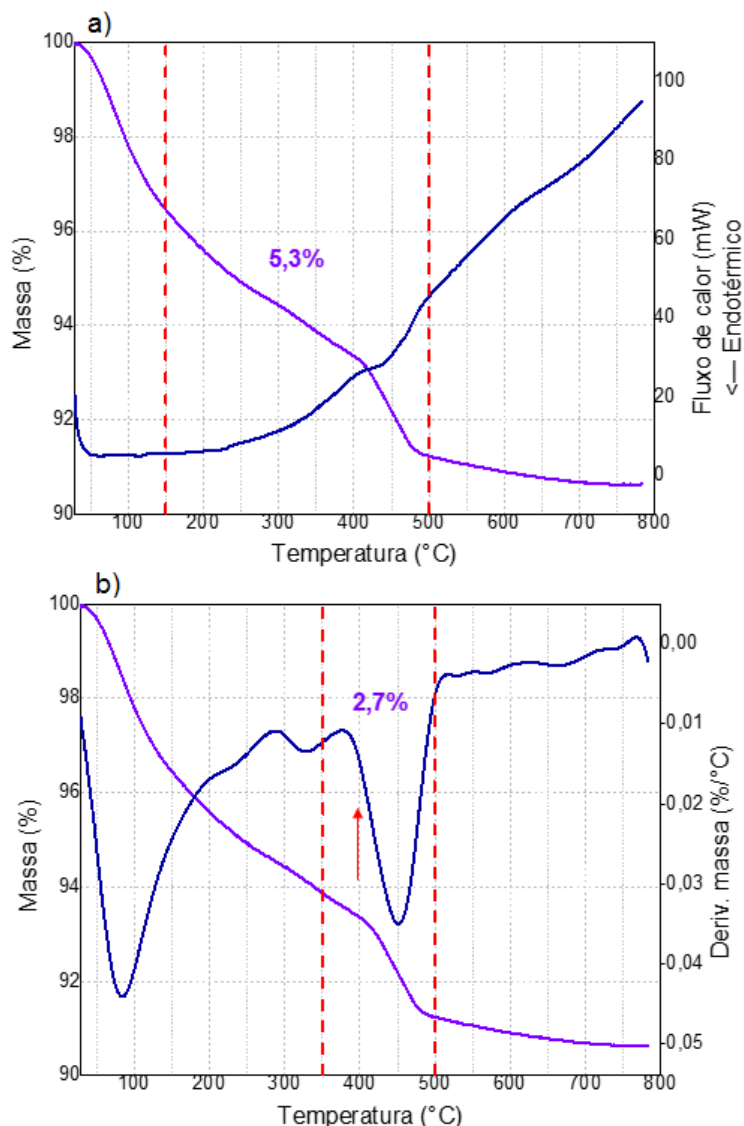 a)
100
98
96
94
92
90
Massa (%)
5,3%
100
80
60
40
20
0
Fluxo de calor (mW)
<— Endotérmico
100 200 300 400 500 600 700 800
Temperatura (°C)
b)
100
98
96
94
92
90
Massa (%)
2,7%
0,00
-0,01
-0,02
-0,03
-0,04
-0,05
Deriv. massa (%/°C)
100 200 300 400 500 600 700 800
Temperatura (°C)